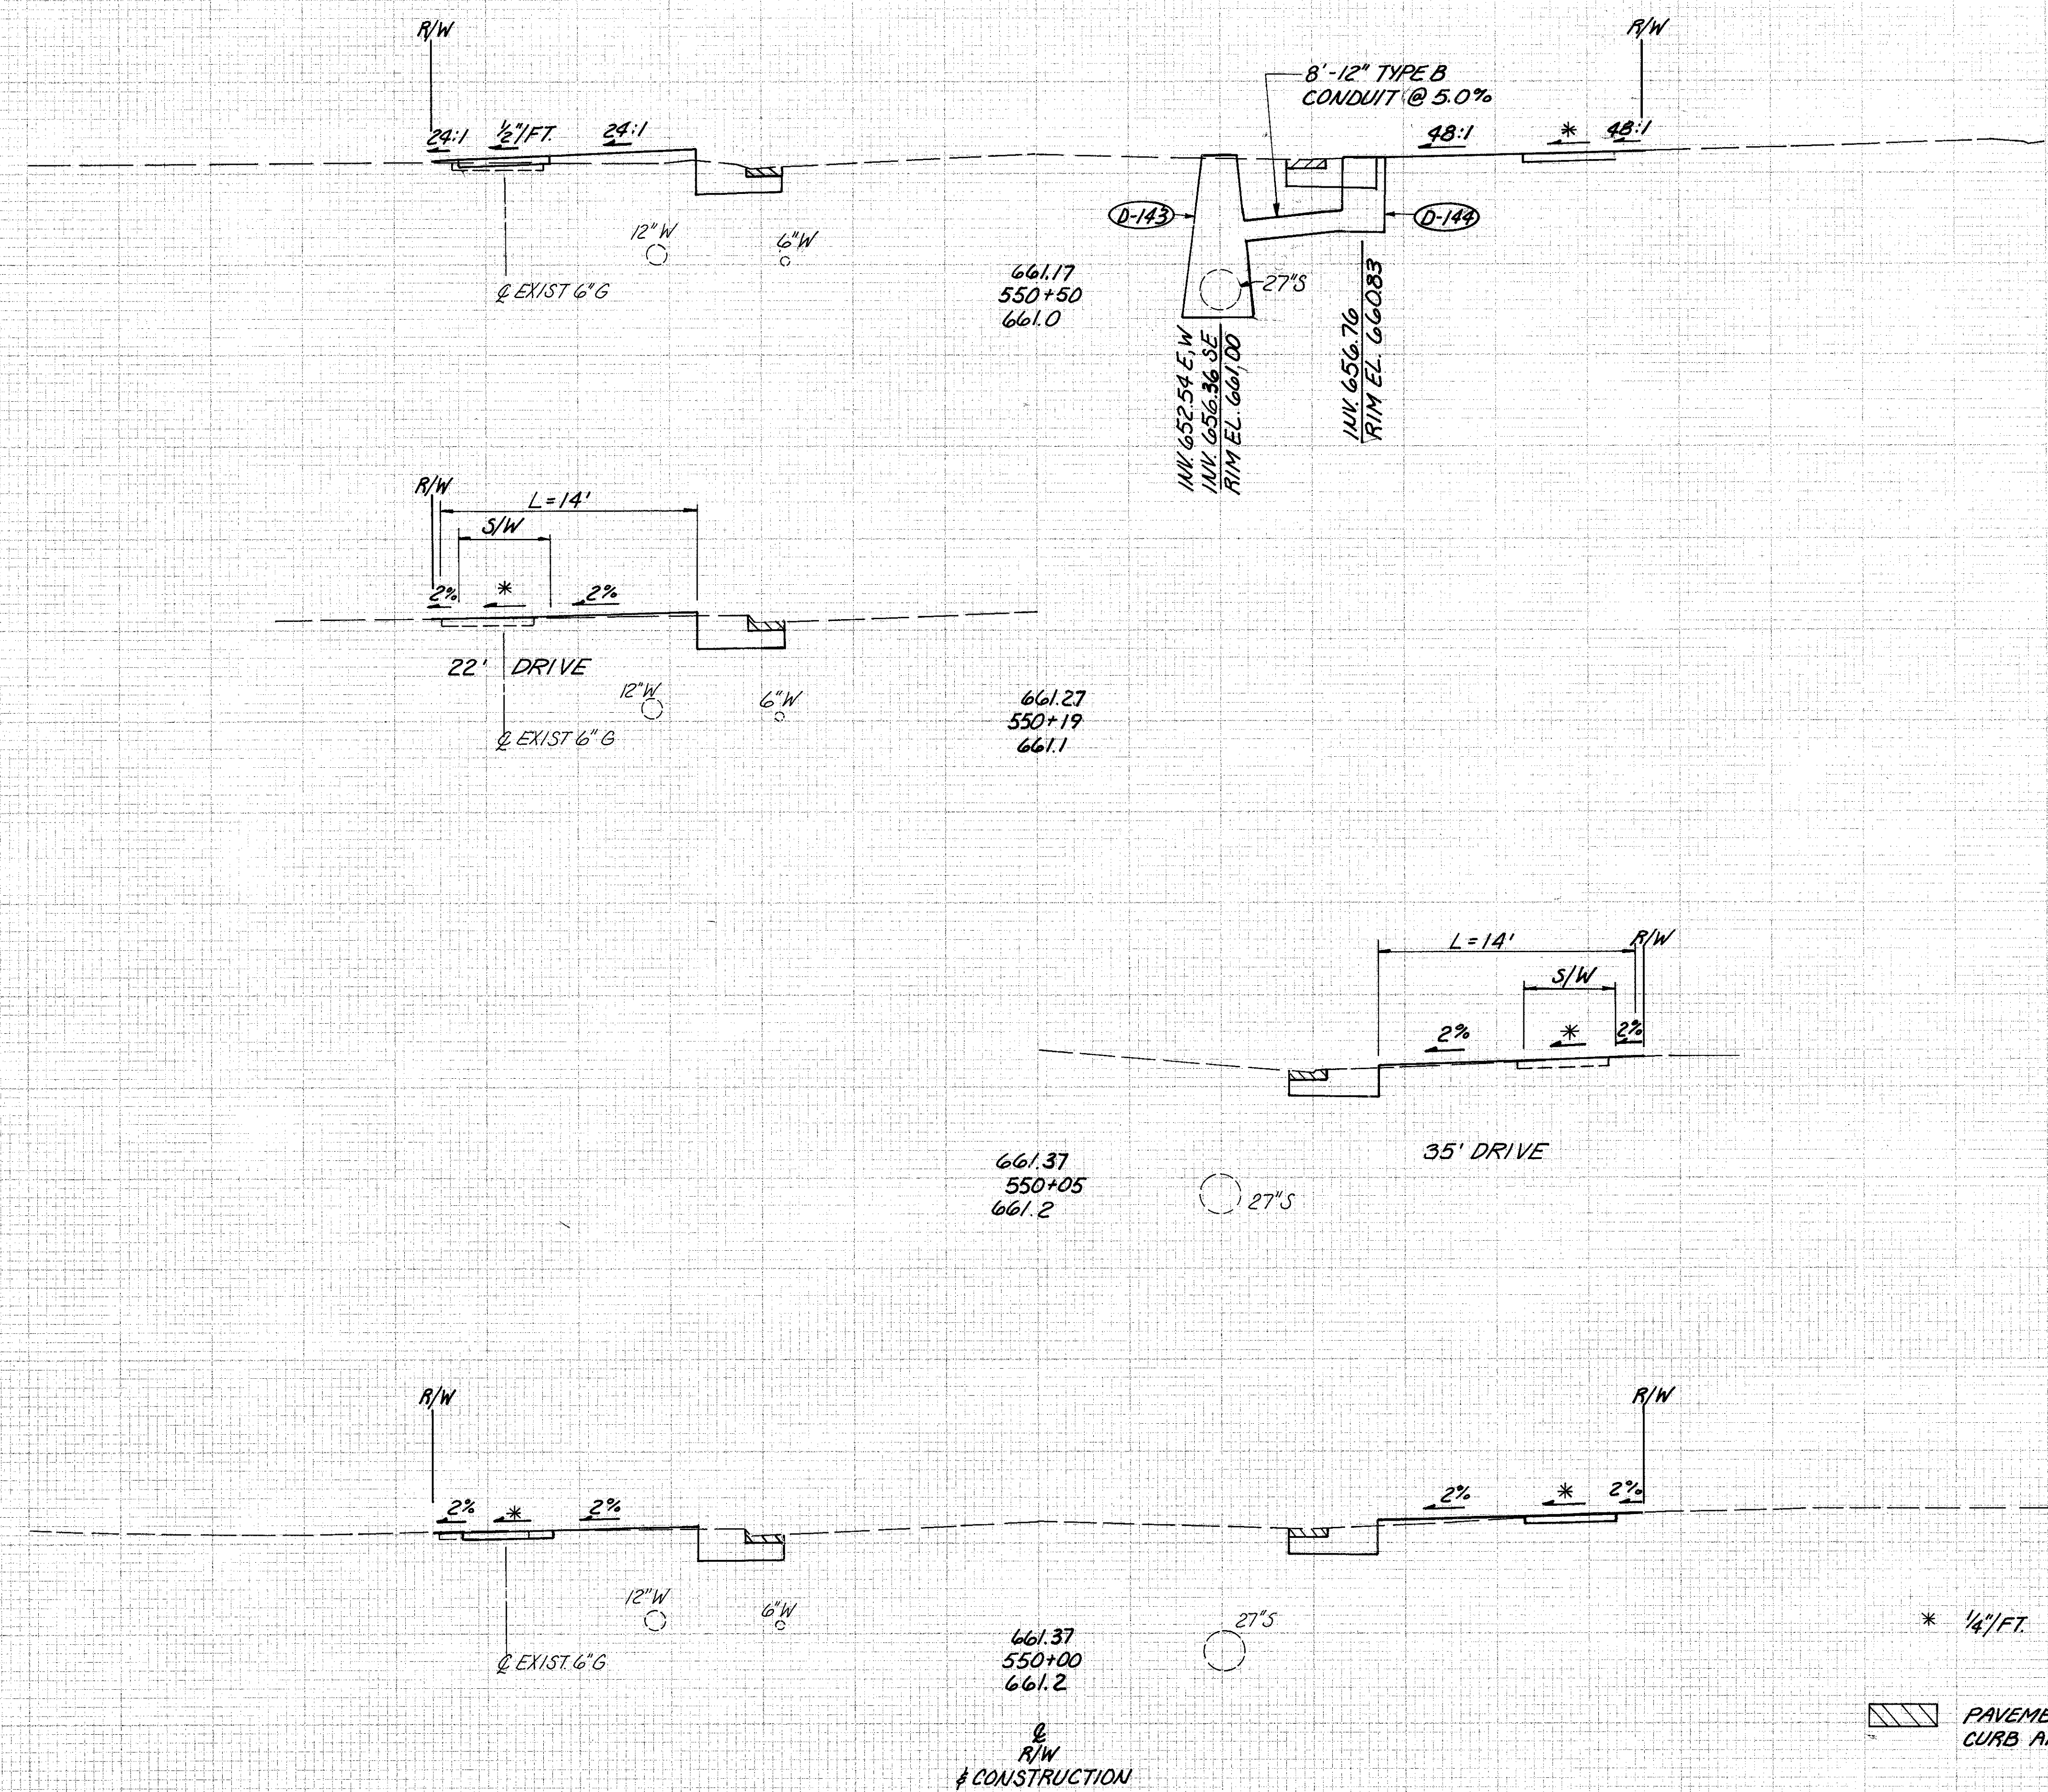 R/W
R/W
8'-12" TYPE B
CONDUIT @ 5.0%
24:1
½"/FT.
24:1
48:1
*
48:1
D-143
D-144
12"W
6"W
℄ EXIST 6"G
661.17
550+50
661.0
27"S
INV. 652.54 E,W
INV. 656.36 SE
RIM EL. 661.00
INV. 656.76
RIM EL. 660.83
R/W
L=14'
S/W
2%
*
2%
22' DRIVE
12"W
6"W
℄ EXIST 6"G
661.27
550+19
661.1
L=14'
R/W
S/W
2%
*
2%
35' DRIVE
661.37
550+05
661.2
27"S
R/W
R/W
2%
*
2%
2%
*
2%
12"W
6"W
℄ EXIST. 6"G
27"S
661.37
550+00
661.2
* ¼"/FT.
℄
R/W
& CONSTRUCTION
PAVEME
CURB A